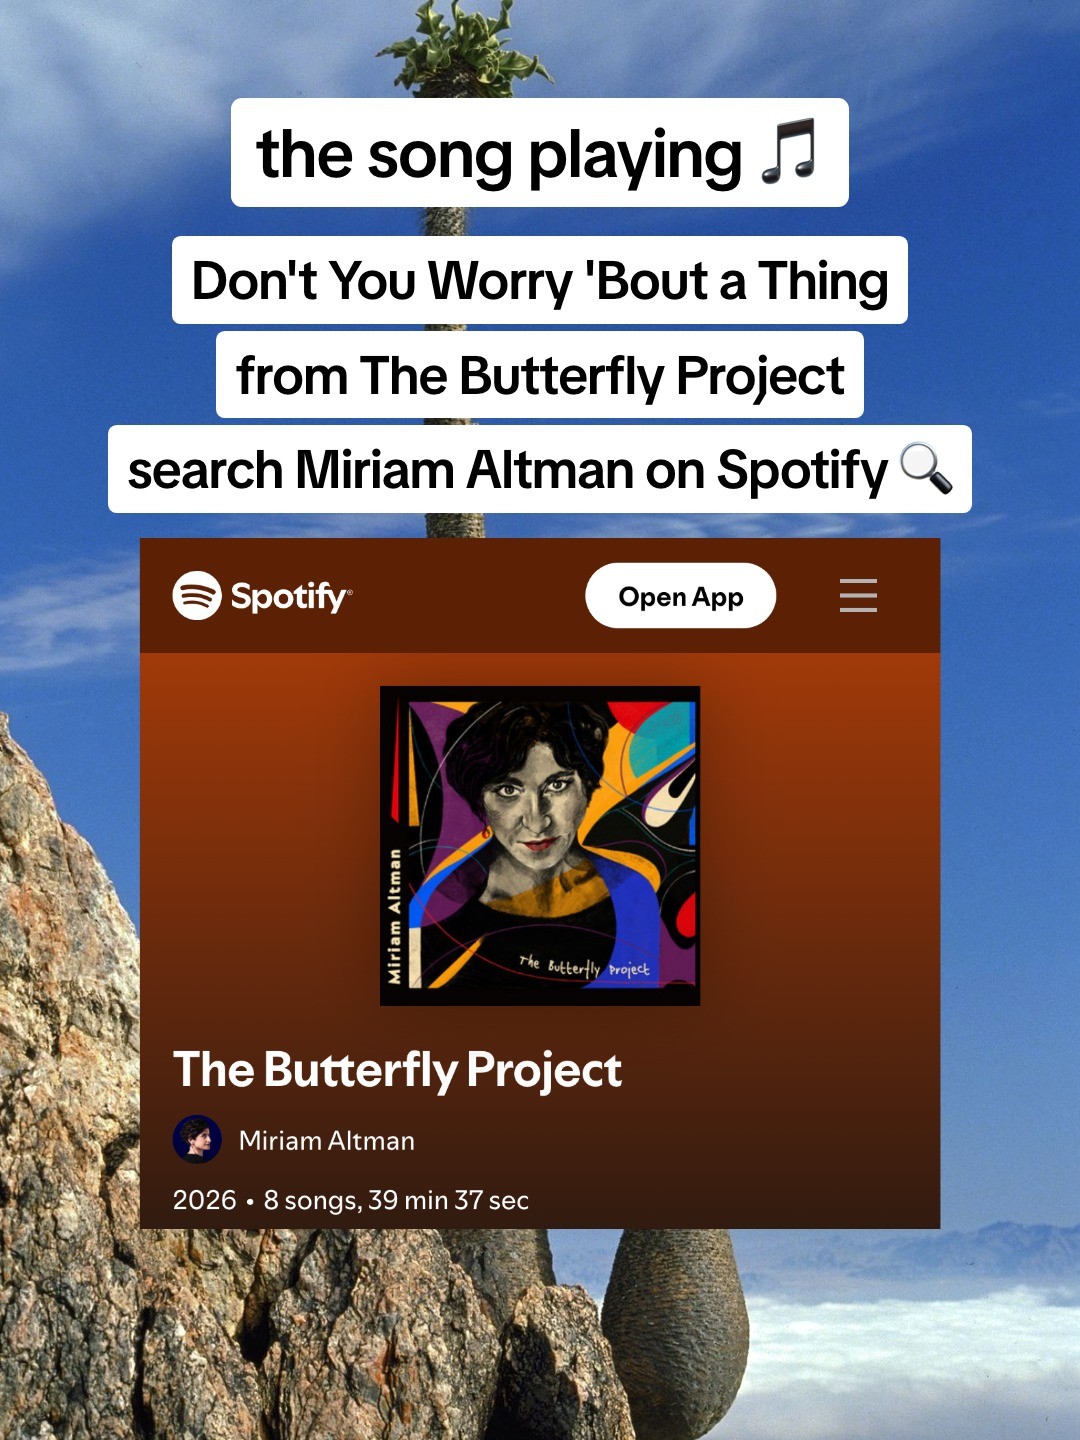 the song playing 🎵
Don't You Worry 'Bout a Thing
from The Butterfly Project
search Miriam Altman on Spotify 🔍
Spotify®
Open App
Miriam Altman
The Butterfly Project
The Butterfly Project
Miriam Altman
2026 • 8 songs, 39 min 37 sec